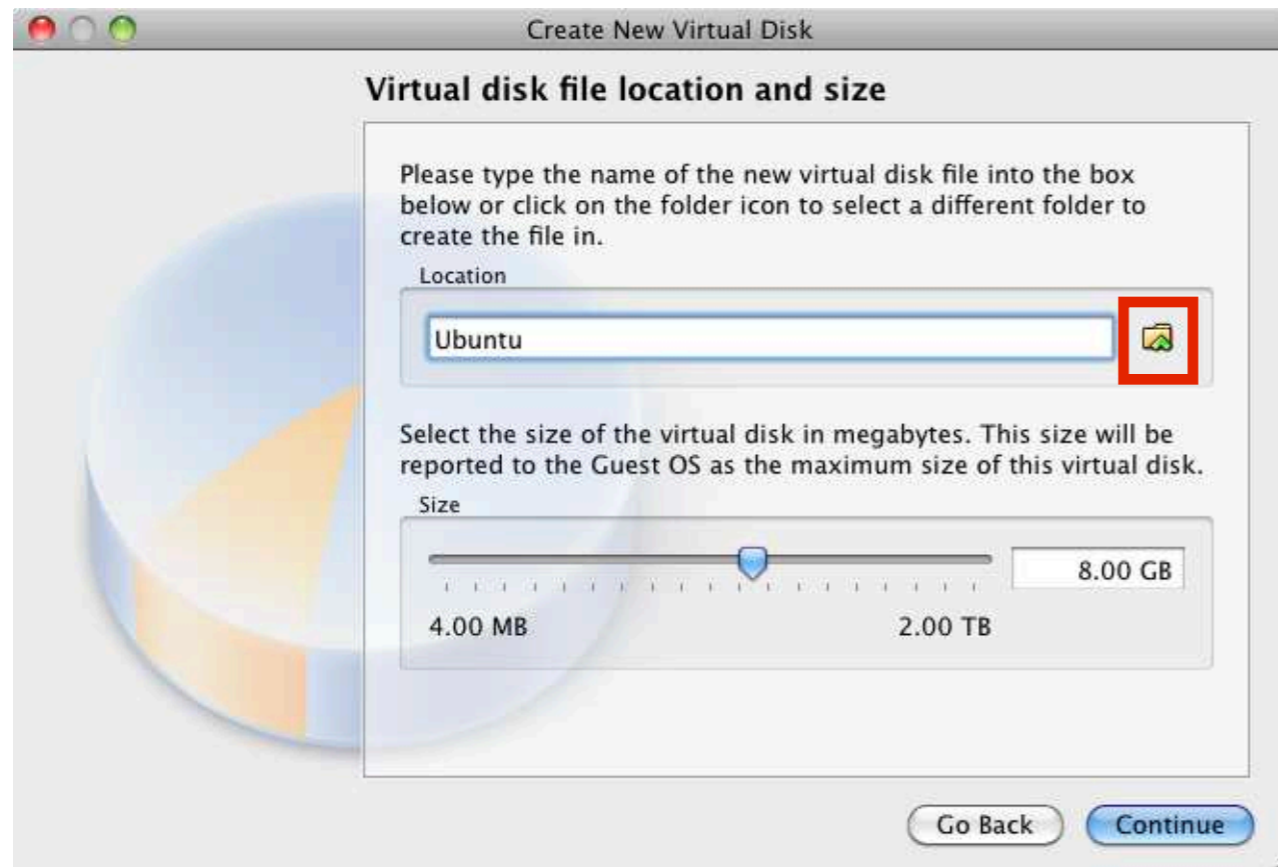 Create New Virtual Disk
Virtual disk file location and size
Please type the name of the new virtual disk file into the box
below or click on the folder icon to select a different folder to
create the file in.
Location
Ubuntu
Select the size of the virtual disk in megabytes. This size will be
reported to the Guest OS as the maximum size of this virtual disk.
Size
8.00 GB
4.00 MB 2.00 TB
Go Back Continue